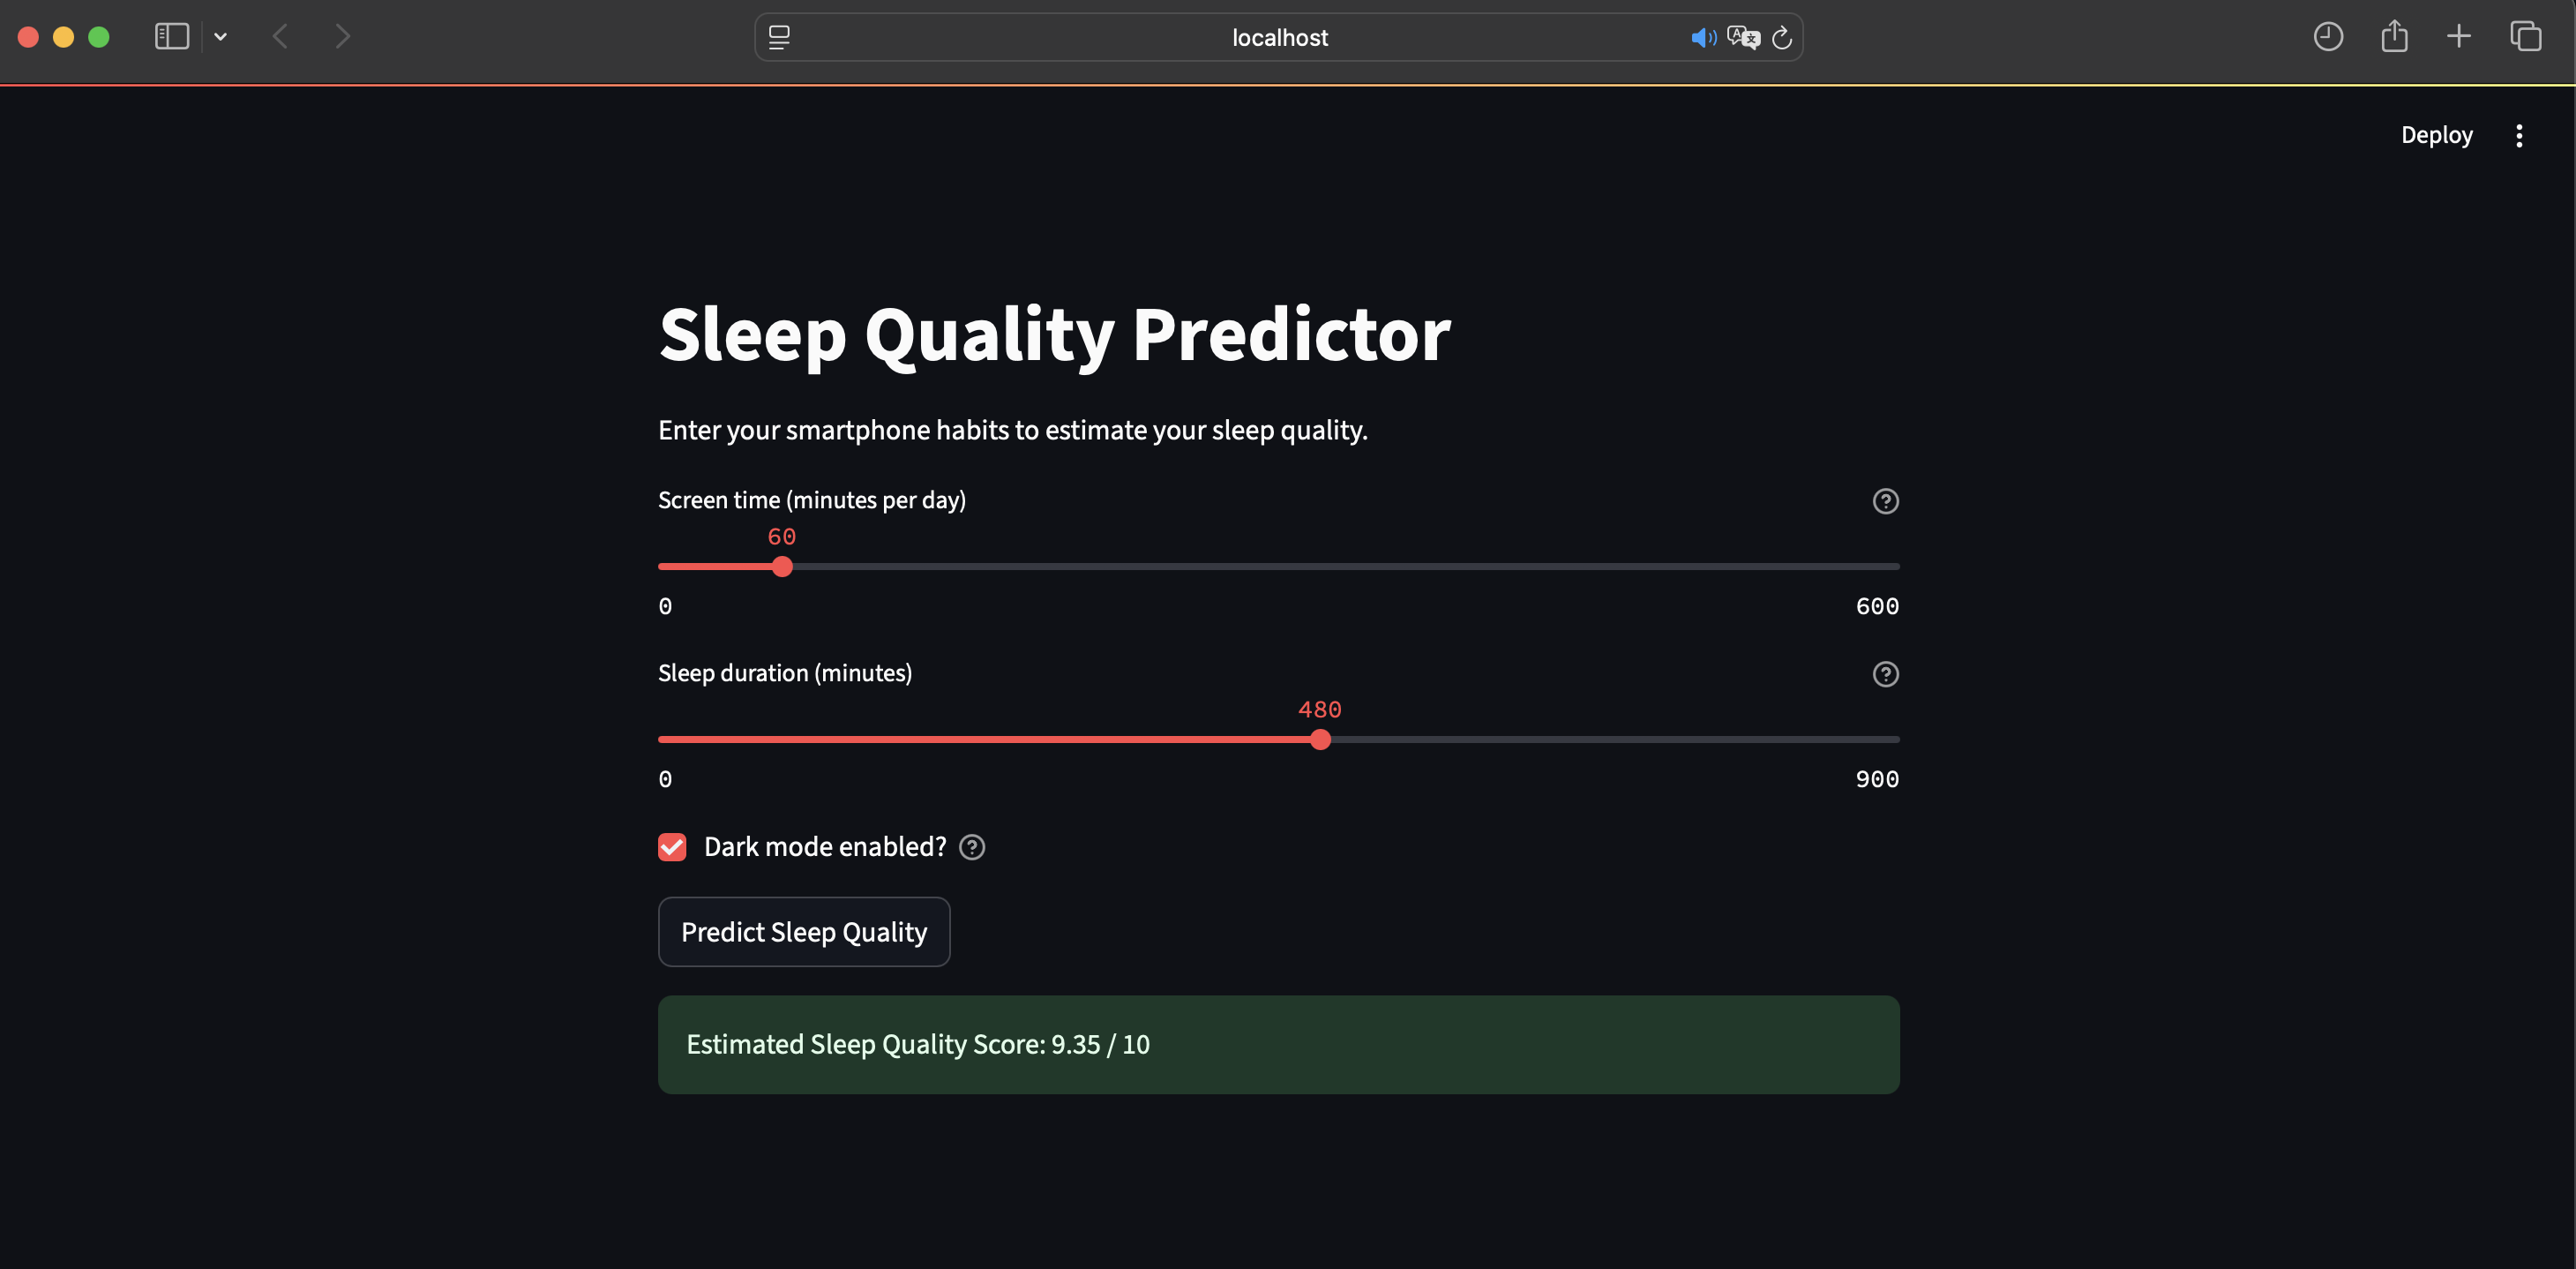 localhost
Deploy
Sleep Quality Predictor
Enter your smartphone habits to estimate your sleep quality.
Screen time (minutes per day)
60
0 600
Sleep duration (minutes)
480
0 900
Dark mode enabled?
Predict Sleep Quality
Estimated Sleep Quality Score: 9.35 / 10